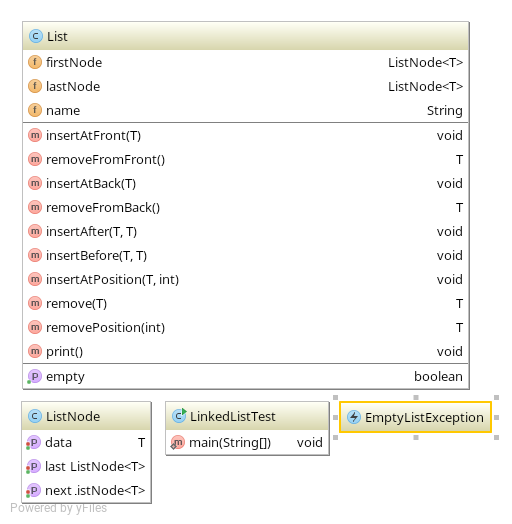 List
firstNode ListNode<T>
lastNode ListNode<T>
name String
insertAtFront(T) void
removeFromFront() T
insertAtBack(T) void
removeFromBack() T
insertAfter(T, T) void
insertBefore(T, T) void
insertAtPosition(T, int) void
remove(T) T
removePosition(int) T
print() void
empty boolean
ListNode
data T
last ListNode<T>
next .istNode<T>
LinkedListTest
main(String[]) void
EmptyListException
Powered by yFiles